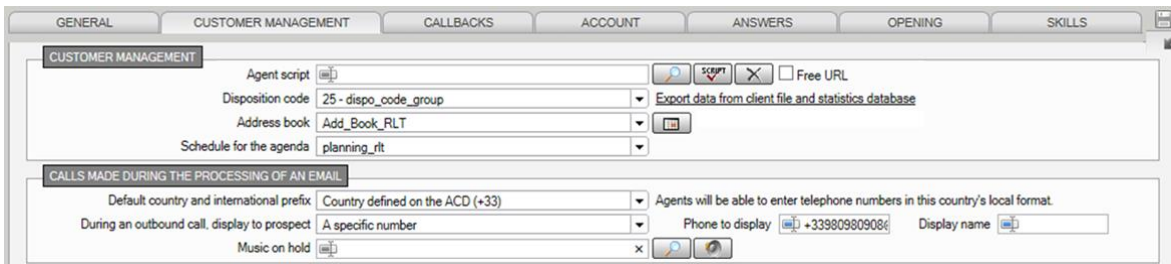 GENERAL CUSTOMER MANAGEMENT CALLBACKS ACCOUNT ANSWERS OPENING SKILLS
CUSTOMER MANAGEMENT
Agent script SCRIPT Free URL
Disposition code 25 - dispo_code_group Export data from client file and statistics database
Address book Add_Book_RLT
Schedule for the agenda planning_rlt
CALLS MADE DURING THE PROCESSING OF AN EMAIL
Default country and international prefix Country defined on the ACD (+33) Agents will be able to enter telephone numbers in this country's local format.
During an outbound call, display to prospect A specific number Phone to display Display name
Music on hold x